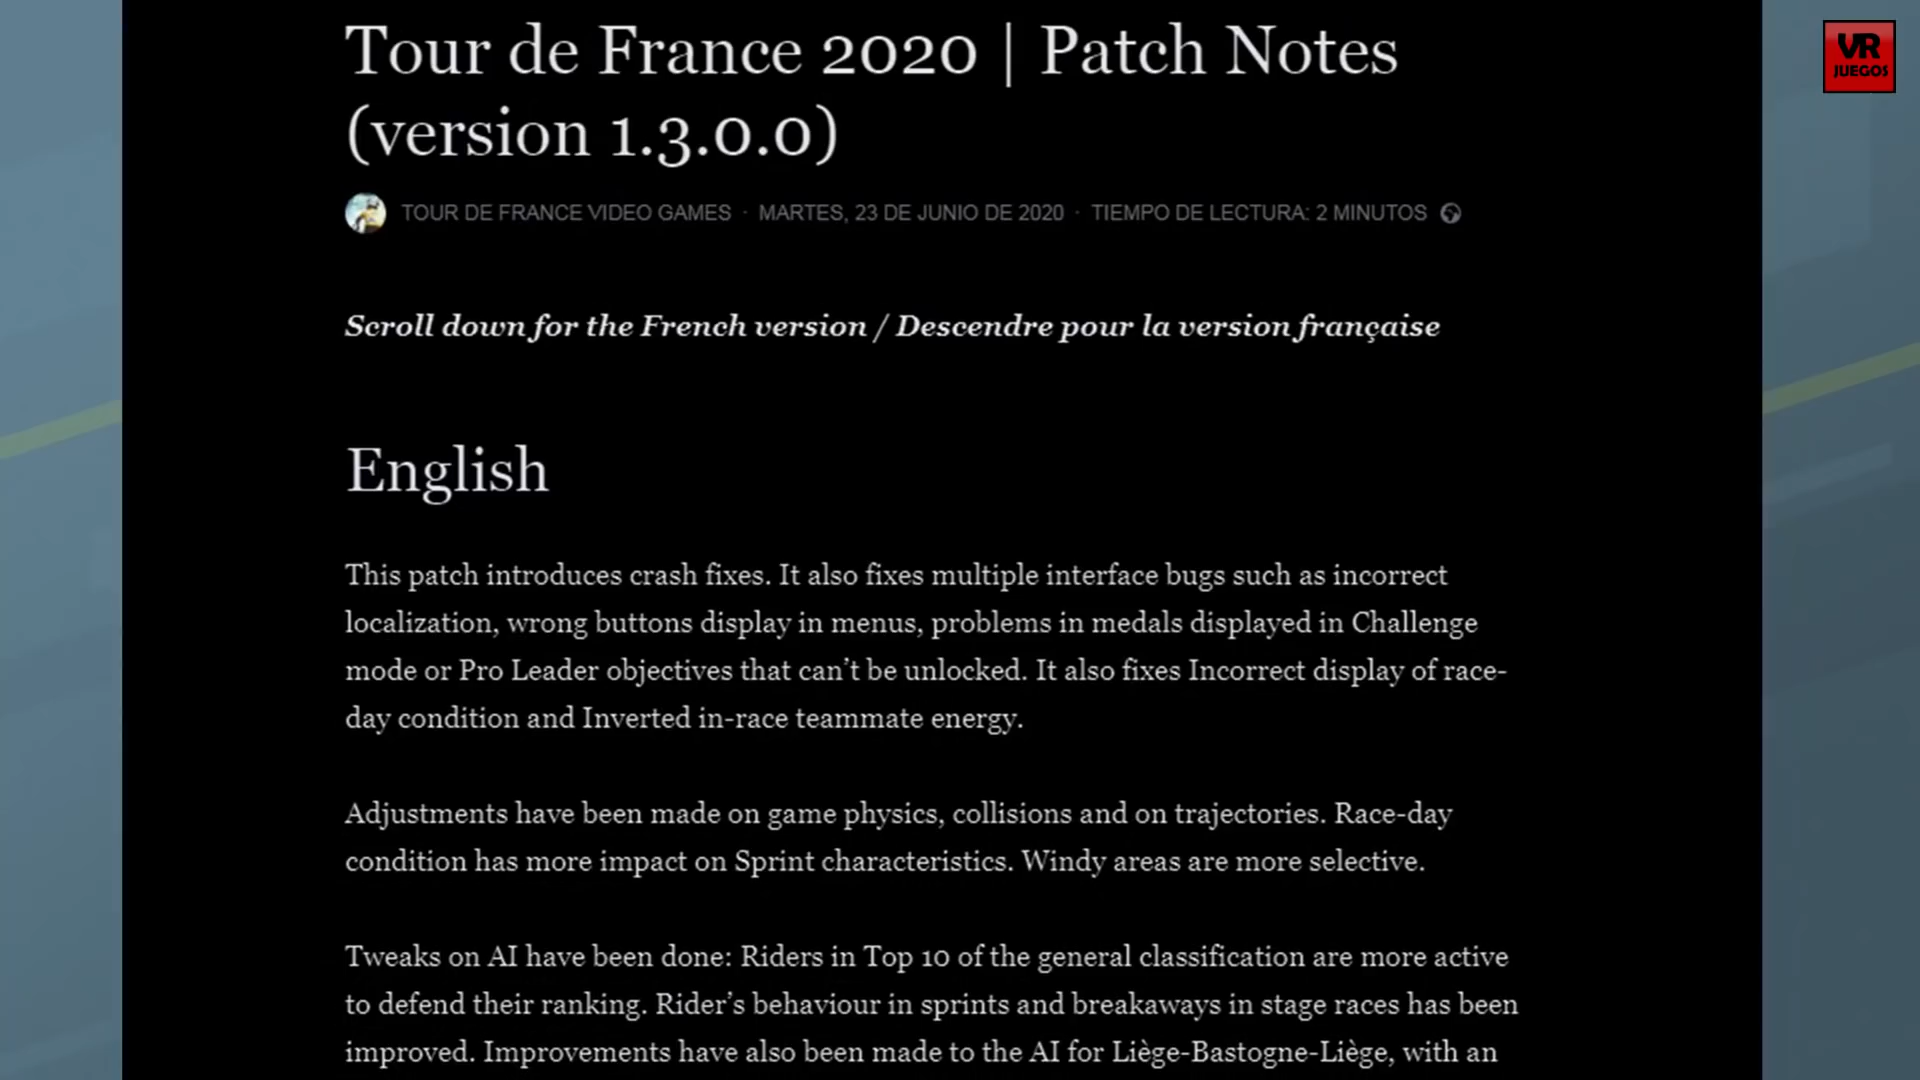 Tour de France 2020 | Patch Notes
(version 1.3.0.0)
VR
JUEGOS
TOUR DE FRANCE VIDEO GAMES · MARTES, 23 DE JUNIO DE 2020 · TIEMPO DE LECTURA: 2 MINUTOS
Scroll down for the French version / Descendre pour la version française
English
This patch introduces crash fixes. It also fixes multiple interface bugs such as incorrect
localization, wrong buttons display in menus, problems in medals displayed in Challenge
mode or Pro Leader objectives that can’t be unlocked. It also fixes Incorrect display of race-
day condition and Inverted in-race teammate energy.
Adjustments have been made on game physics, collisions and on trajectories. Race-day
condition has more impact on Sprint characteristics. Windy areas are more selective.
Tweaks on AI have been done: Riders in Top 10 of the general classification are more active
to defend their ranking. Rider’s behaviour in sprints and breakaways in stage races has been
improved. Improvements have also been made to the AI for Liège-Bastogne-Liège, with an